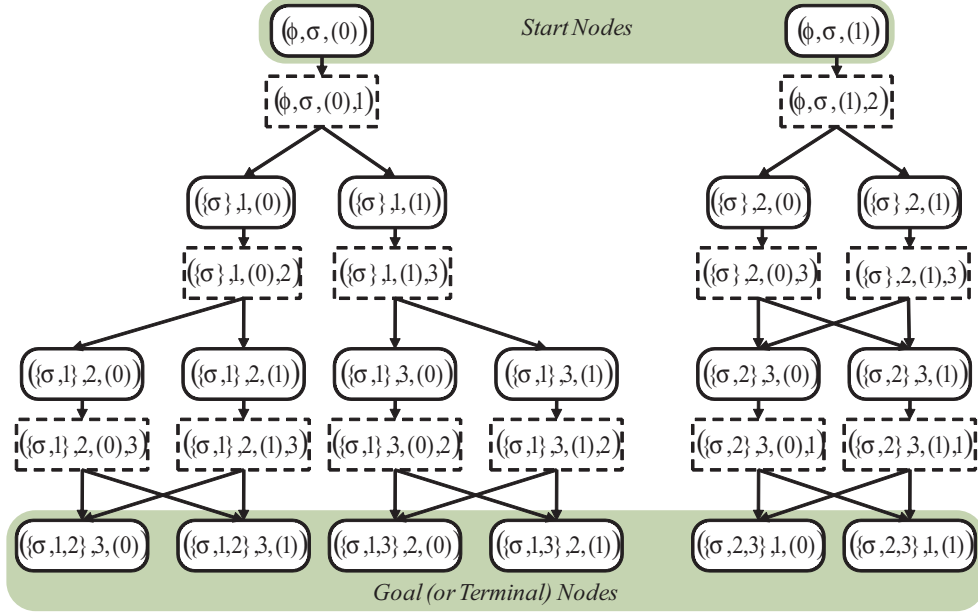 (ϕ,σ,(0)) Start Nodes (ϕ,σ,(1))
(ϕ,σ,(0),1) (ϕ,σ,(1),2)
({σ},1,(0)) ({σ},1,(1)) ({σ},2,(0)) ({σ},2,(1))
({σ},1,(0),2) ({σ},1,(1),3) ({σ},2,(0),3) ({σ},2,(1),3)
({σ,1},2,(0)) ({σ,1},2,(1)) ({σ,1},3,(0)) ({σ,1},3,(1)) ({σ,2},3,(0)) ({σ,2},3,(1))
({σ,1},2,(0),3) ({σ,1},2,(1),3) ({σ,1},3,(0),2) ({σ,1},3,(1),2) ({σ,2},3,(0),1) ({σ,2},3,(1),1)
({σ,1,2},3,(0)) ({σ,1,2},3,(1)) ({σ,1,3},2,(0)) ({σ,1,3},2,(1)) ({σ,2,3},1,(0)) ({σ,2,3},1,(1))
Goal (or Terminal) Nodes